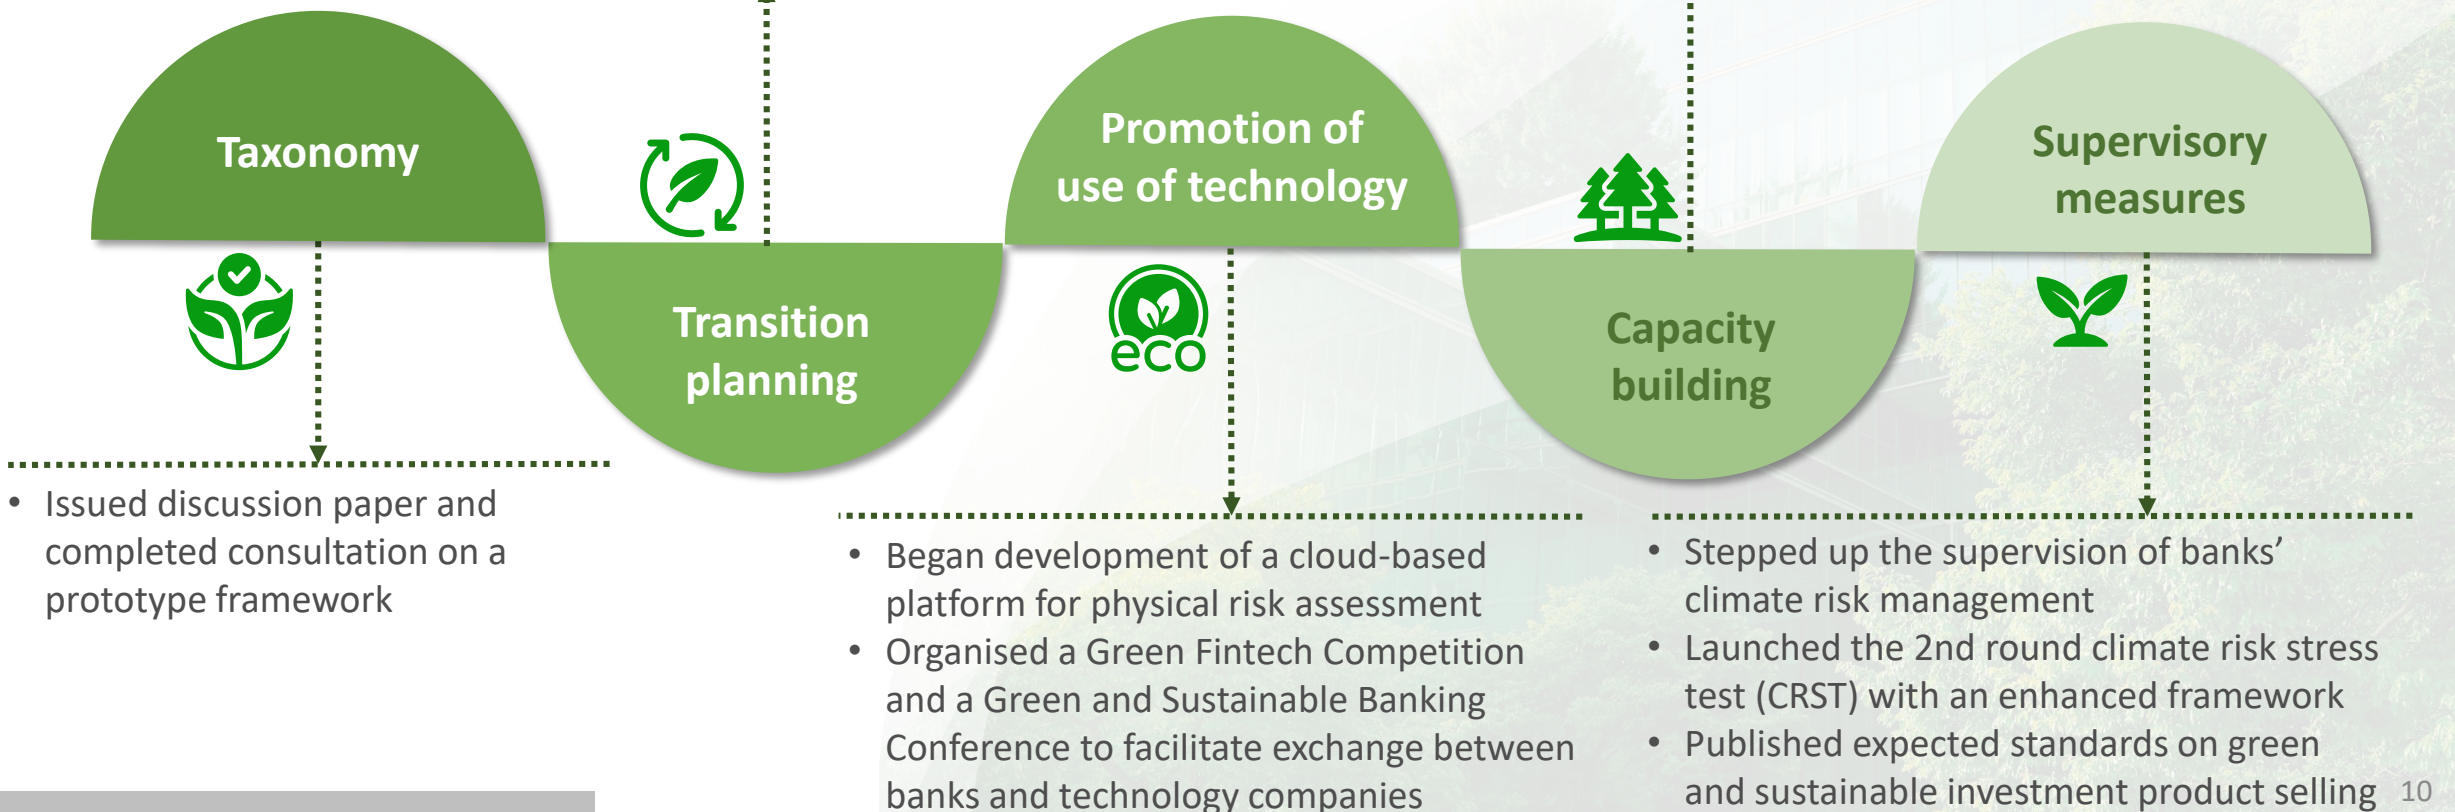 Taxonomy
Transition
planning
Promotion of
use of technology
eco
Capacity
building
Supervisory
measures
• Issued discussion paper and
completed consultation on a
prototype framework
• Began development of a cloud-based
platform for physical risk assessment
• Organised a Green Fintech Competition
and a Green and Sustainable Banking
Conference to facilitate exchange between
banks and technology companies
• Stepped up the supervision of banks’
climate risk management
• Launched the 2nd round climate risk stress
test (CRST) with an enhanced framework
• Published expected standards on green
and sustainable investment product selling
10